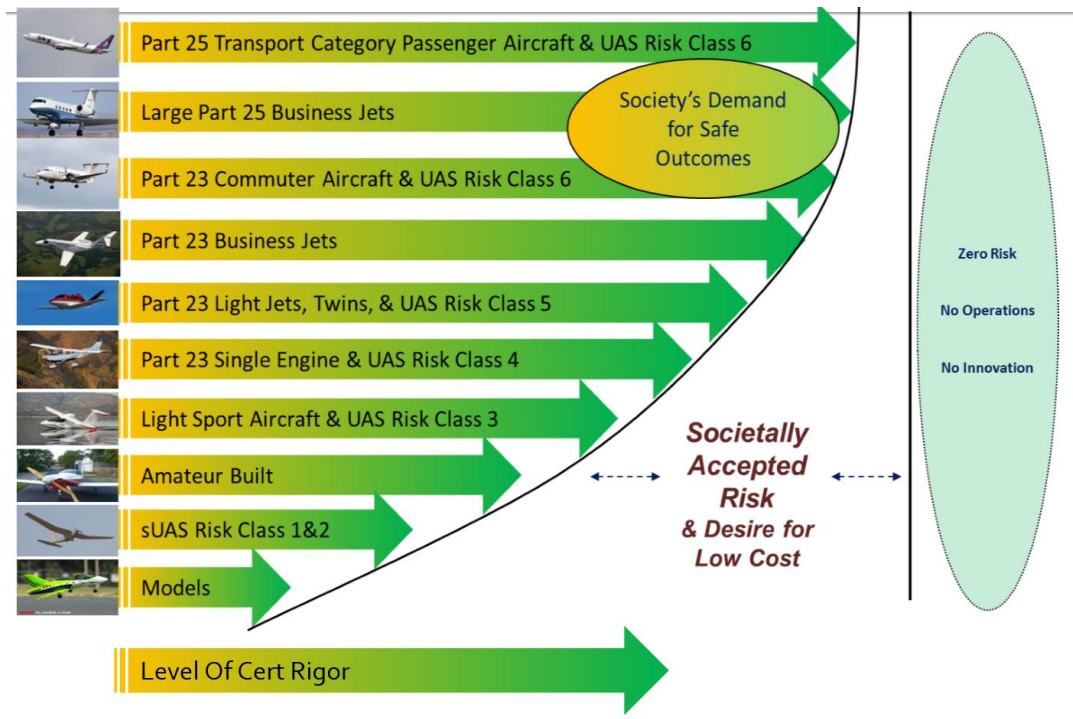 Part 25 Transport Category Passenger Aircraft & UAS Risk Class 6
Large Part 25 Business Jets
Society's Demand
for Safe
Outcomes
Part 23 Commuter Aircraft & UAS Risk Class 6
Part 23 Business Jets
Part 23 Light Jets, Twins, & UAS Risk Class 5
Part 23 Single Engine & UAS Risk Class 4
Light Sport Aircraft & UAS Risk Class 3
Amateur Built
sUAS Risk Class 1&2
Models
Societally
Accepted
Risk
& Desire for
Low Cost
Zero Risk
No Operations
No Innovation
Level Of Cert Rigor